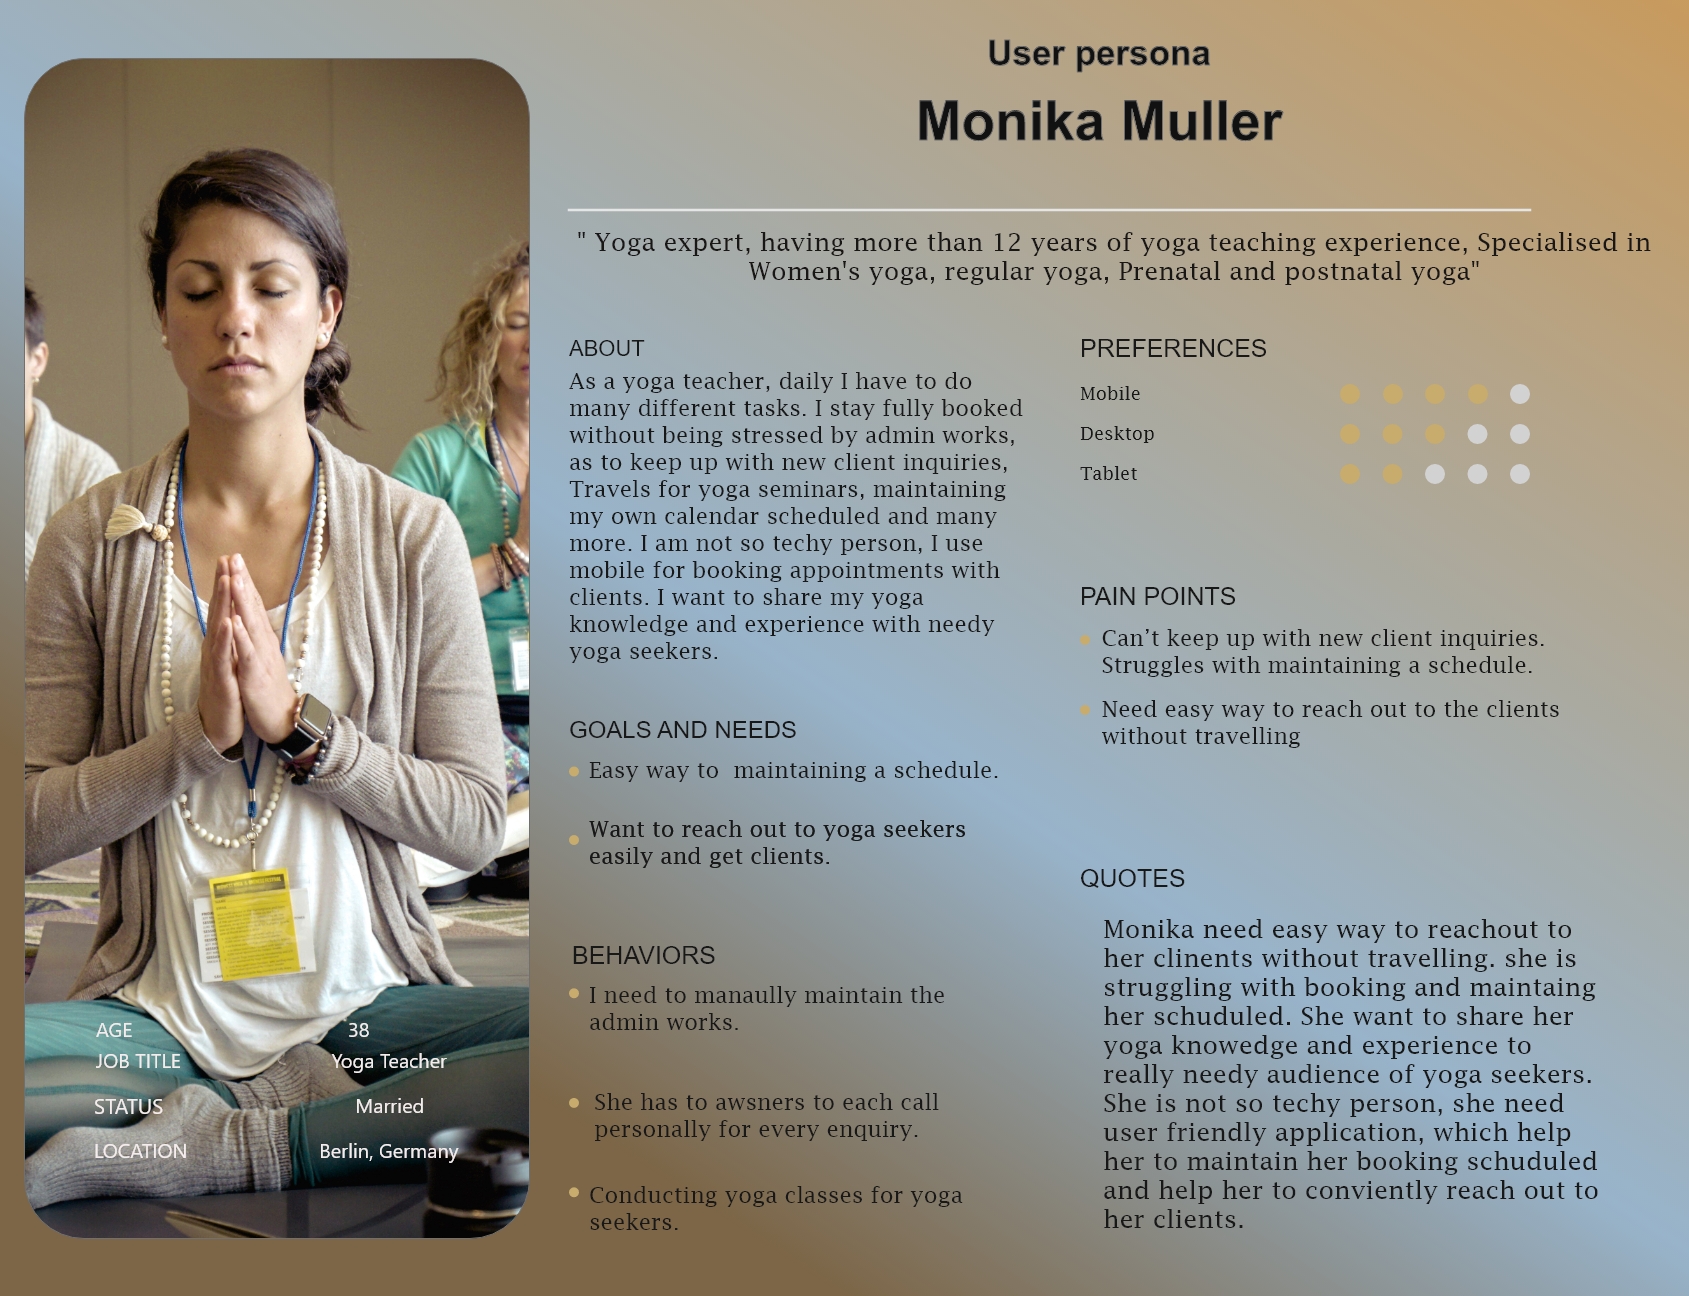 User persona
Monika Muller
" Yoga expert, having more than 12 years of yoga teaching experience, Specialised in
Women's yoga, regular yoga, Prenatal and postnatal yoga"
ABOUT
As a yoga teacher, daily I have to do
many different tasks. I stay fully booked
without being stressed by admin works,
as to keep up with new client inquiries,
Travels for yoga seminars, maintaining
my own calendar scheduled and many
more. I am not so techy person, I use
mobile for booking appointments with
clients. I want to share my yoga
knowledge and experience with needy
yoga seekers.
GOALS AND NEEDS
Easy way to  maintaining a schedule.
Want to reach out to yoga seekers
easily and get clients.
BEHAVIORS
I need to manaully maintain the
admin works.
She has to awsners to each call
personally for every enquiry.
Conducting yoga classes for yoga
seekers.
PREFERENCES
Mobile
Desktop
Tablet
PAIN POINTS
Can’t keep up with new client inquiries.
Struggles with maintaining a schedule.
Need easy way to reach out to the clients
without travelling
QUOTES
Monika need easy way to reachout to
her clinents without travelling. she is
struggling with booking and maintaing
her schuduled. She want to share her
yoga knowedge and experience to
really needy audience of yoga seekers.
She is not so techy person, she need
user friendly application, which help
her to maintain her booking schuduled
and help her to conviently reach out to
her clients.
AGE 38
JOB TITLE Yoga Teacher
STATUS Married
LOCATION Berlin, Germany